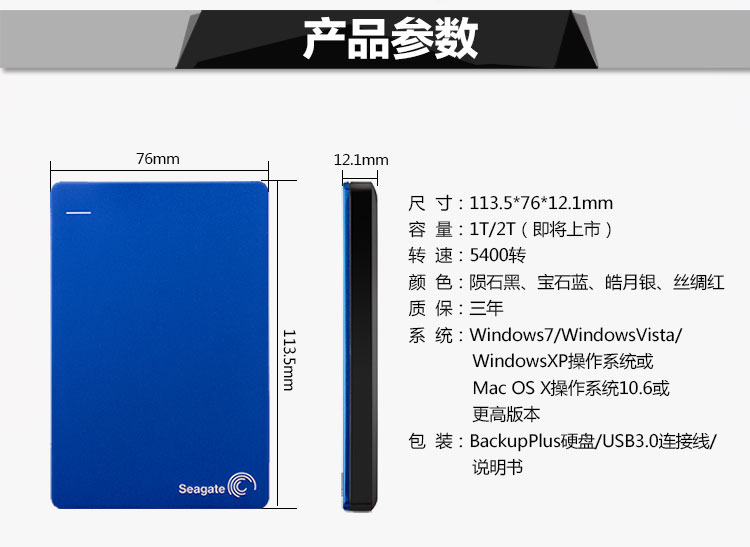 产品参数
76mm
12.1mm
113.5mm
Seagate
尺 寸：113.5*76*12.1mm
容 量：1T/2T（即将上市）
转 速：5400转
颜 色：陨石黑、宝石蓝、皓月银、丝绸红
质 保：三年
系 统：Windows7/WindowsVista/
WindowsXP操作系统或
Mac OS X操作系统10.6或
更高版本
包 装：BackupPlus硬盘/USB3.0连接线/
说明书